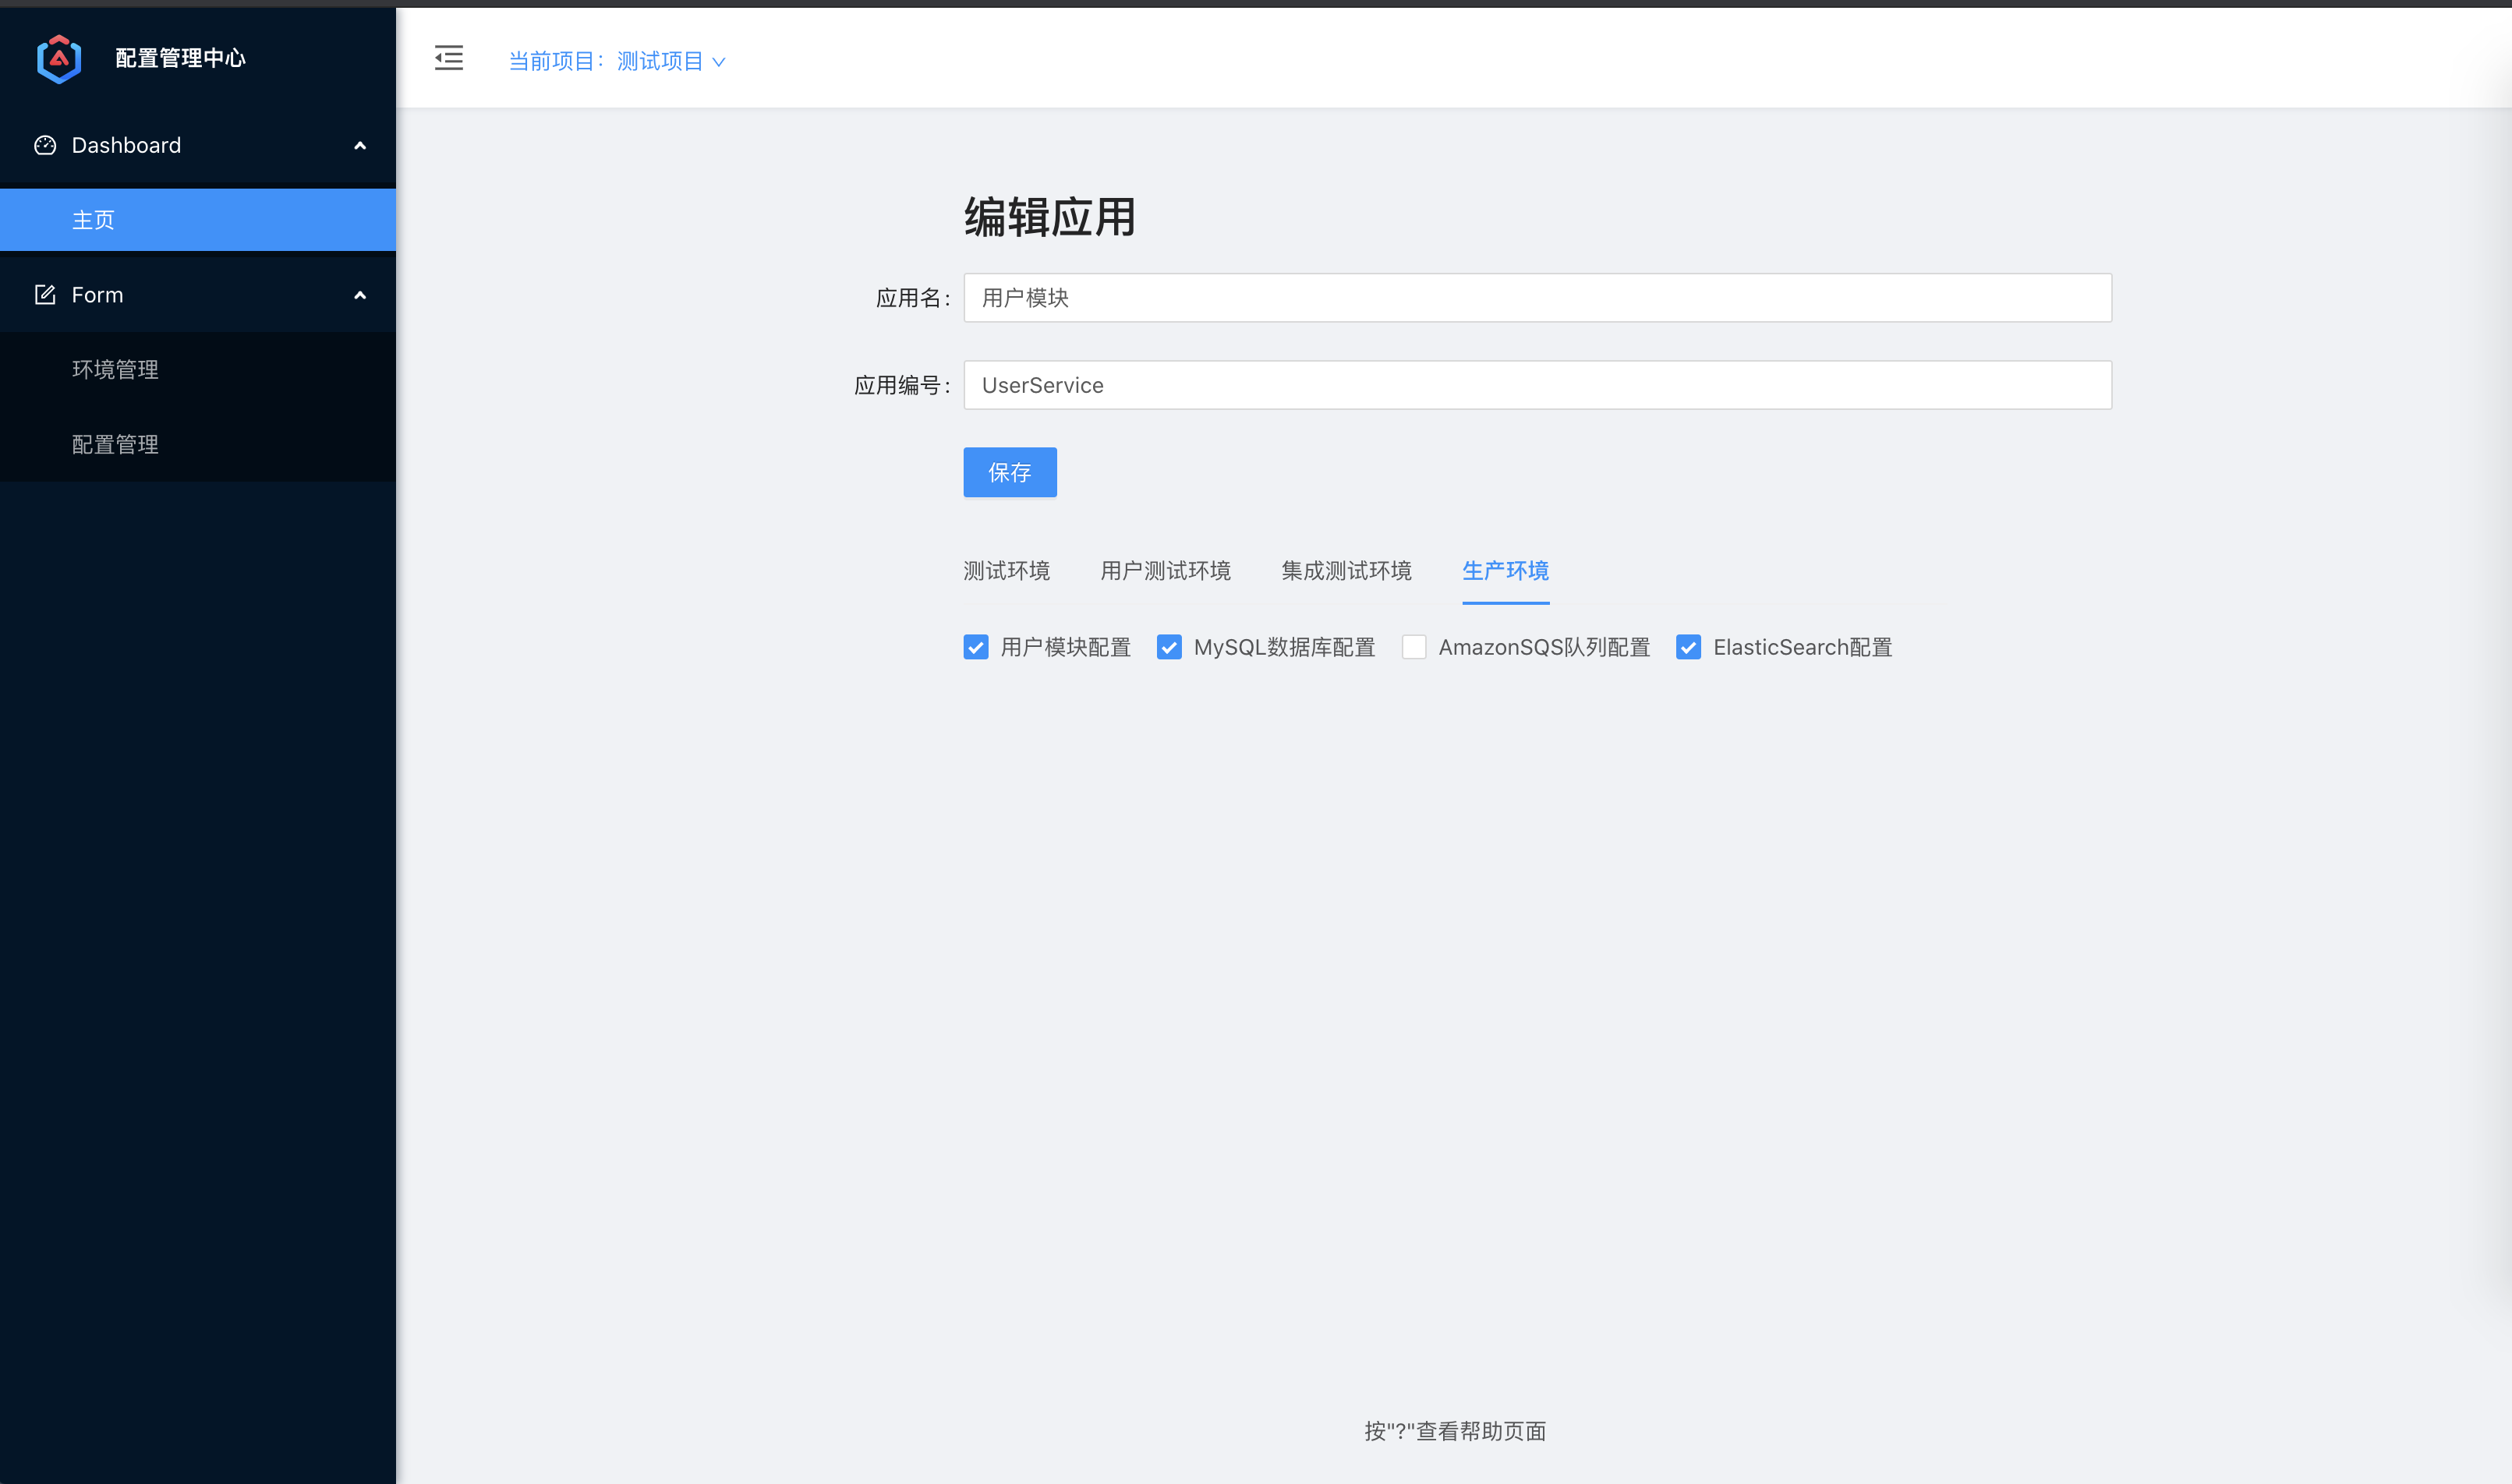 配置管理中心
当前项目：测试项目
Dashboard
主页
Form
环境管理
配置管理
编辑应用
应用名：
用户模块
应用编号：
UserService
保存
测试环境 用户测试环境 集成测试环境 生产环境
用户模块配置 MySQL数据库配置 AmazonSQS队列配置 ElasticSearch配置
按"?"查看帮助页面